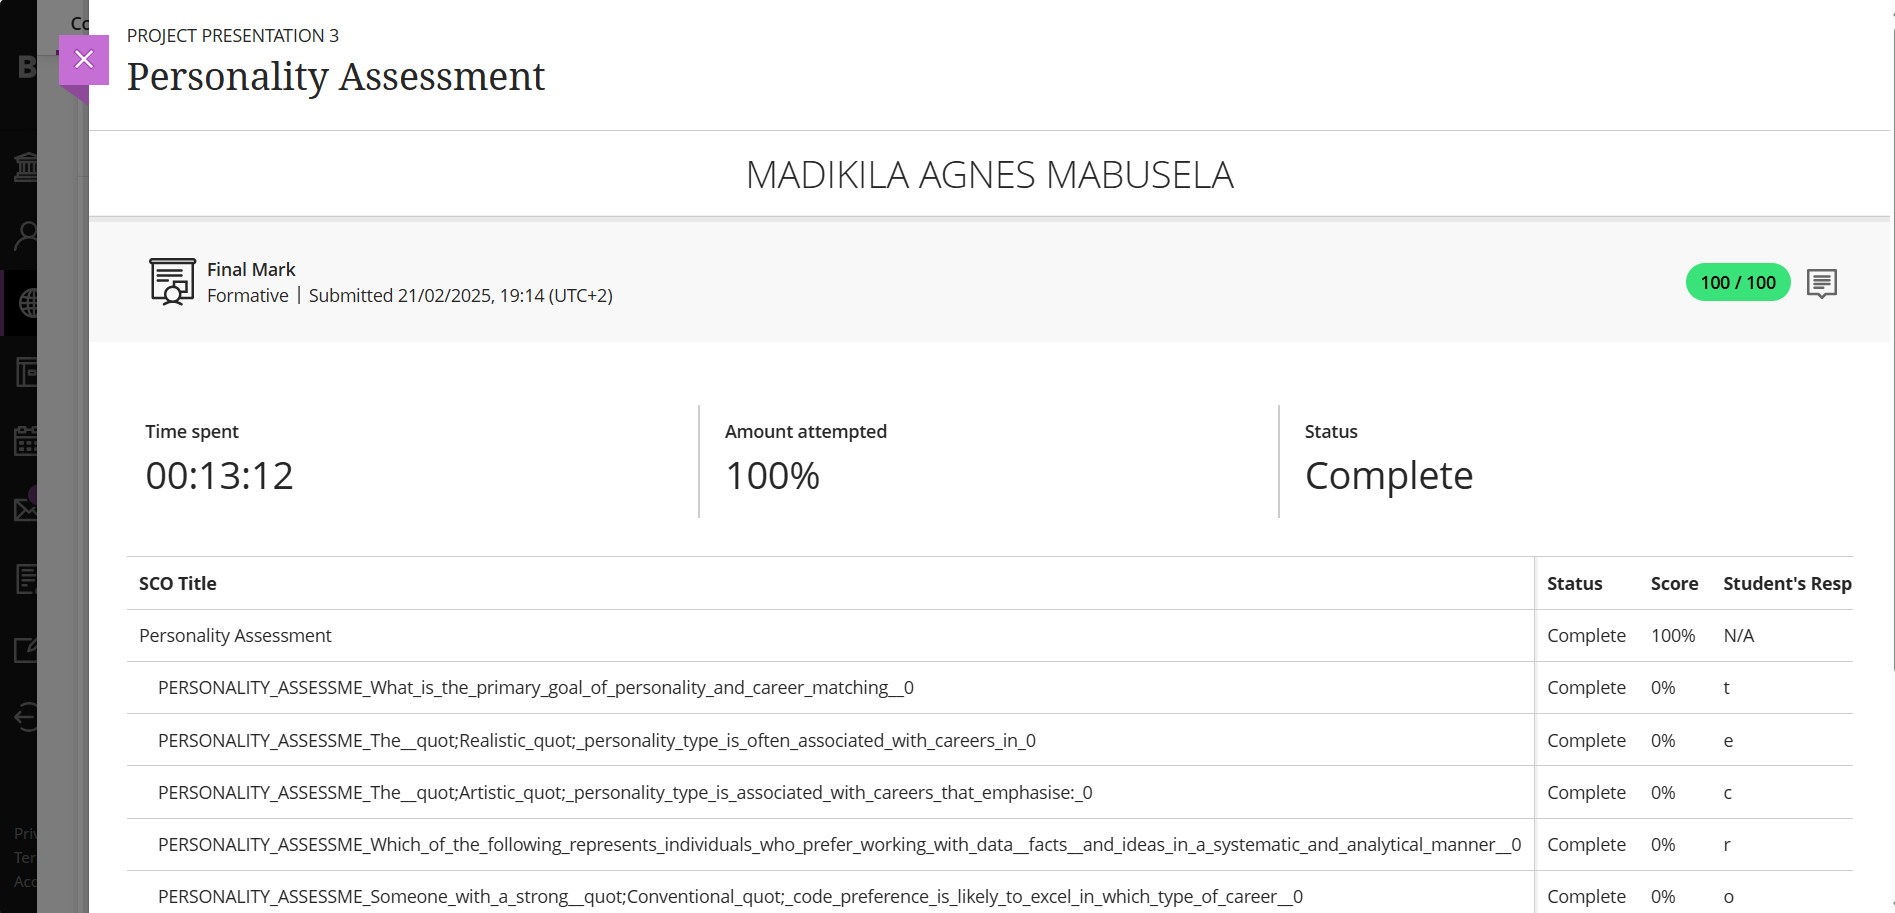 Co
B
PROJECT PRESENTATION 3
Personality Assessment
MADIKILA AGNES MABUSELA
Final Mark
Formative | Submitted 21/02/2025, 19:14 (UTC+2)
100 / 100
Time spent
00:13:12
Amount attempted
100%
Status
Complete
SCO Title Status Score Student's Resp
Personality Assessment Complete 100% N/A
PERSONALITY_ASSESSME_What_is_the_primary_goal_of_personality_and_career_matching__0 Complete 0% t
PERSONALITY_ASSESSME_The__quot;Realistic_quot;_personality_type_is_often_associated_with_careers_in_0 Complete 0% e
PERSONALITY_ASSESSME_The__quot;Artistic_quot;_personality_type_is_associated_with_careers_that_emphasise:_0 Complete 0% c
PERSONALITY_ASSESSME_Which_of_the_following_represents_individuals_who_prefer_working_with_data__facts__and_ideas_in_a_systematic_and_analytical_manner__0 Complete 0% r
PERSONALITY_ASSESSME_Someone_with_a_strong__quot;Conventional_quot;_code_preference_is_likely_to_excel_in_which_type_of_career__0 Complete 0% o
Priv
Ter
Acc